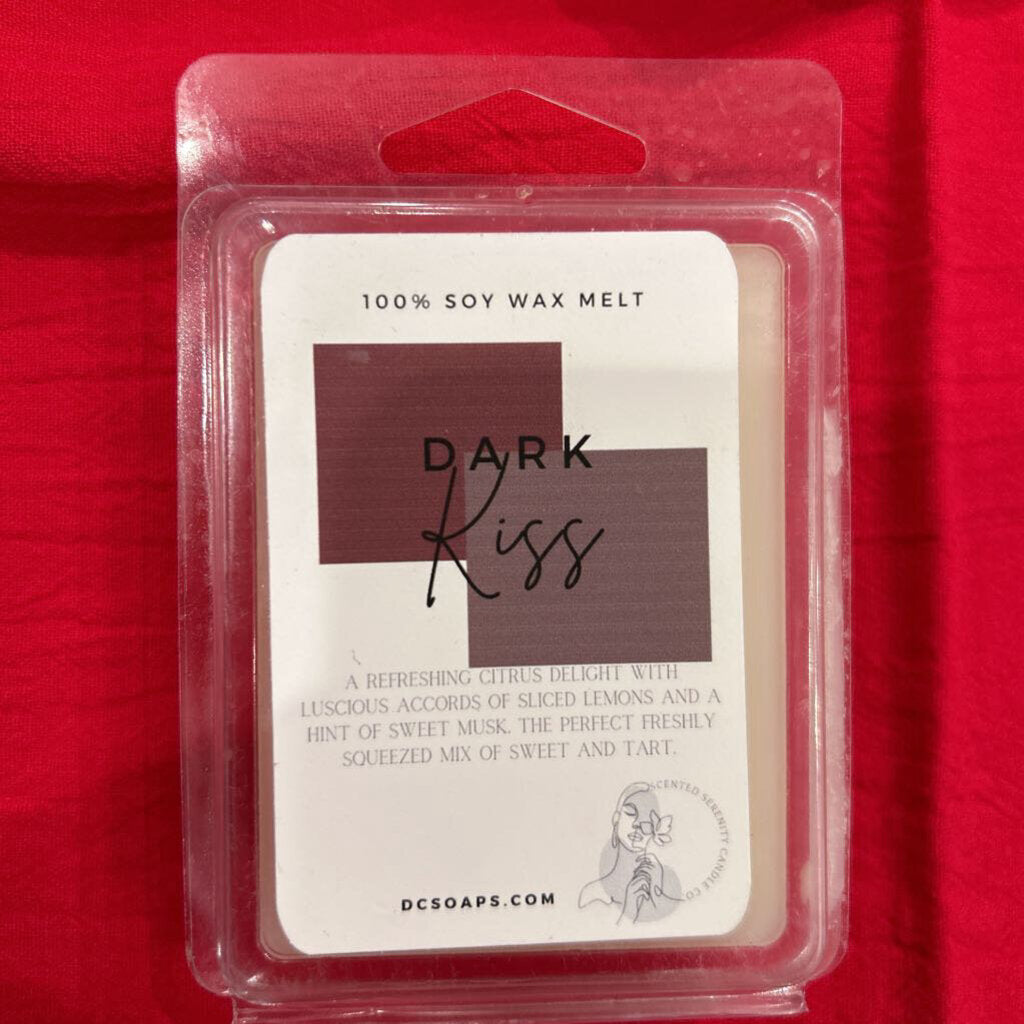 100% SOY WAX MELT
DARK
Kiss
A REFRESHING CITRUS DELIGHT WITH
LUSCIOUS ACCORDS OF SLICED LEMONS AND A
HINT OF SWEET MUSK. THE PERFECT FRESHLY
SQUEEZED MIX OF SWEET AND TART.
SCENTED SERENITY CANDLE CO
DCSOAPS.COM